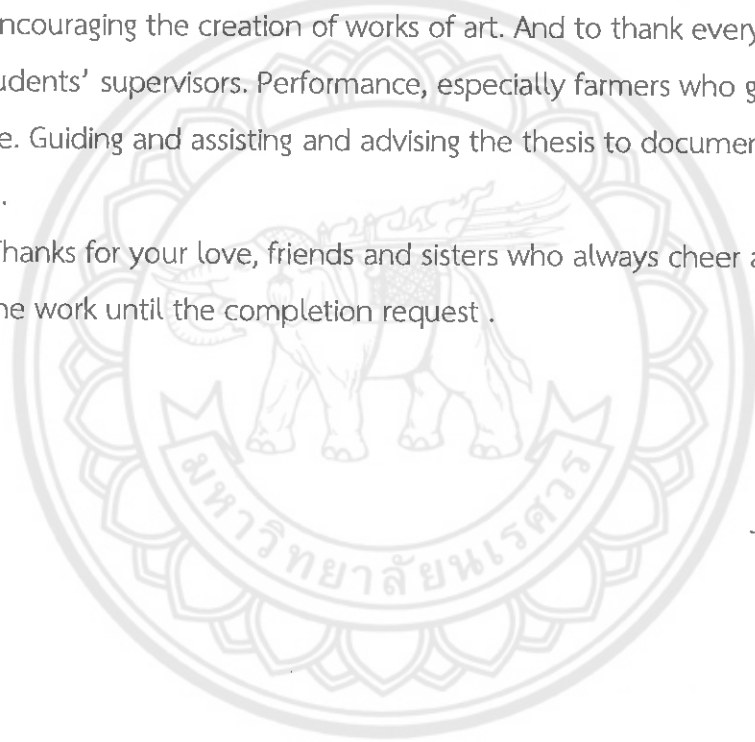 ncouraging the creation of works of art. And to thank every
udents' supervisors. Performance, especially farmers who g
e. Guiding and assisting and advising the thesis to documen
.
Thanks for your love, friends and sisters who always cheer a
ne work until the completion request .
มหาวิทยาลัยนเรศวร